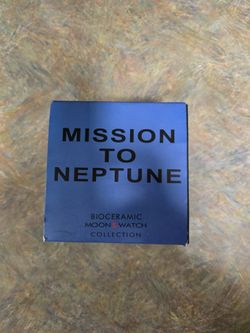 MISSION
TO
NEPTUNE
BIOCERAMIC
MOONSWATCH
COLLECTION